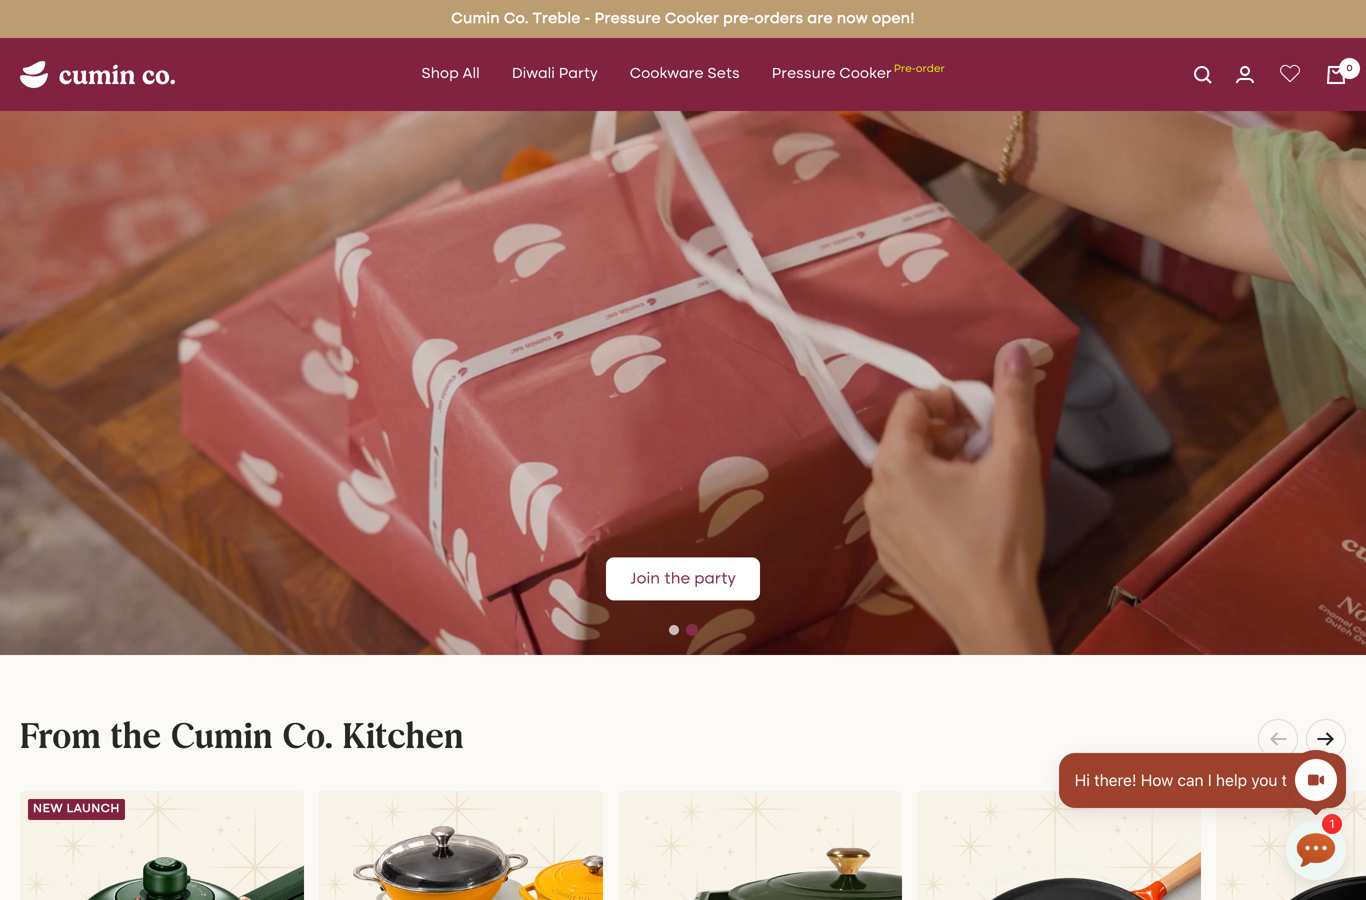 Cumin Co. Treble - Pressure Cooker pre-orders are now open!
cumin co.
Shop All
Diwali Party
Cookware Sets
Pressure Cooker Pre-order
0
Join the party
From the Cumin Co. Kitchen
Hi there! How can I help you t
NEW LAUNCH
1